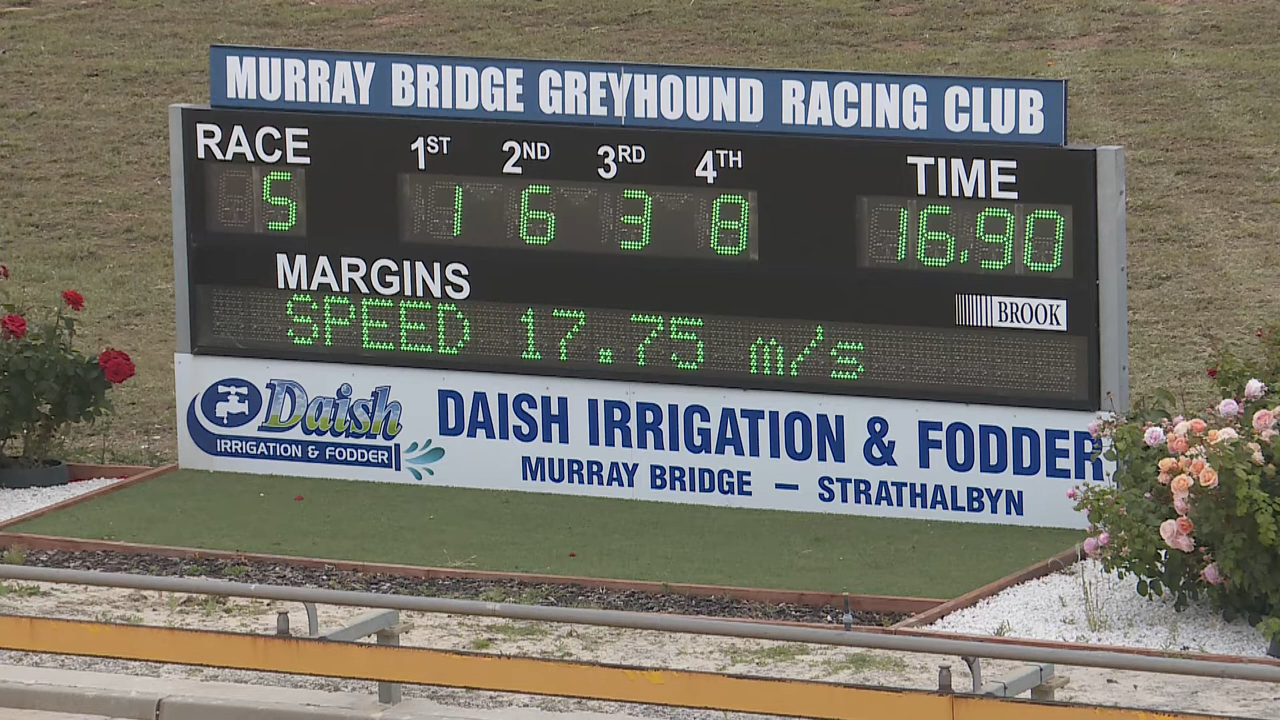 MURRAY BRIDGE GREYHOUND RACING CLUB
RACE 1ST 2ND 3RD 4TH TIME
5 1 6 3 8 16.90
MARGINS
BROOK
SPEED 17.75 m/s
Daish
IRRIGATION & FODDER
DAISH IRRIGATION & FODDER
MURRAY BRIDGE – STRATHALBYN